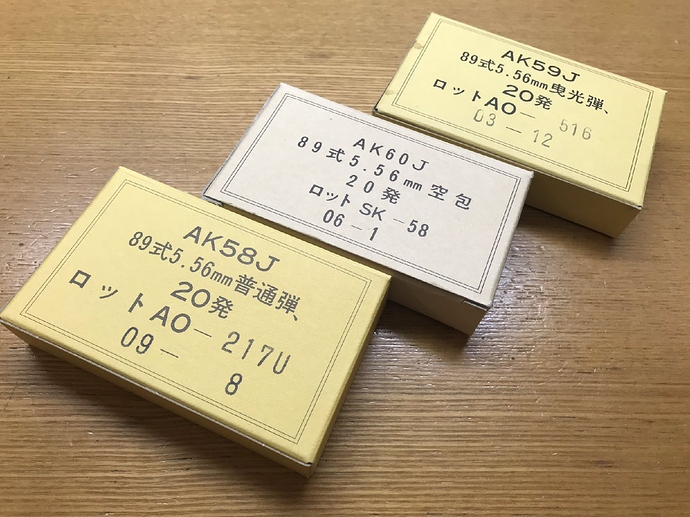 AK59J
89式5.56mm曳光弾、
20発
ロットAO－516
03－12
AK60J
89式5.56mm空包
20発
ロットSK－58
06－1
AK58J
89式5.56mm普通弾、
20発
ロットAO－217U
09－8